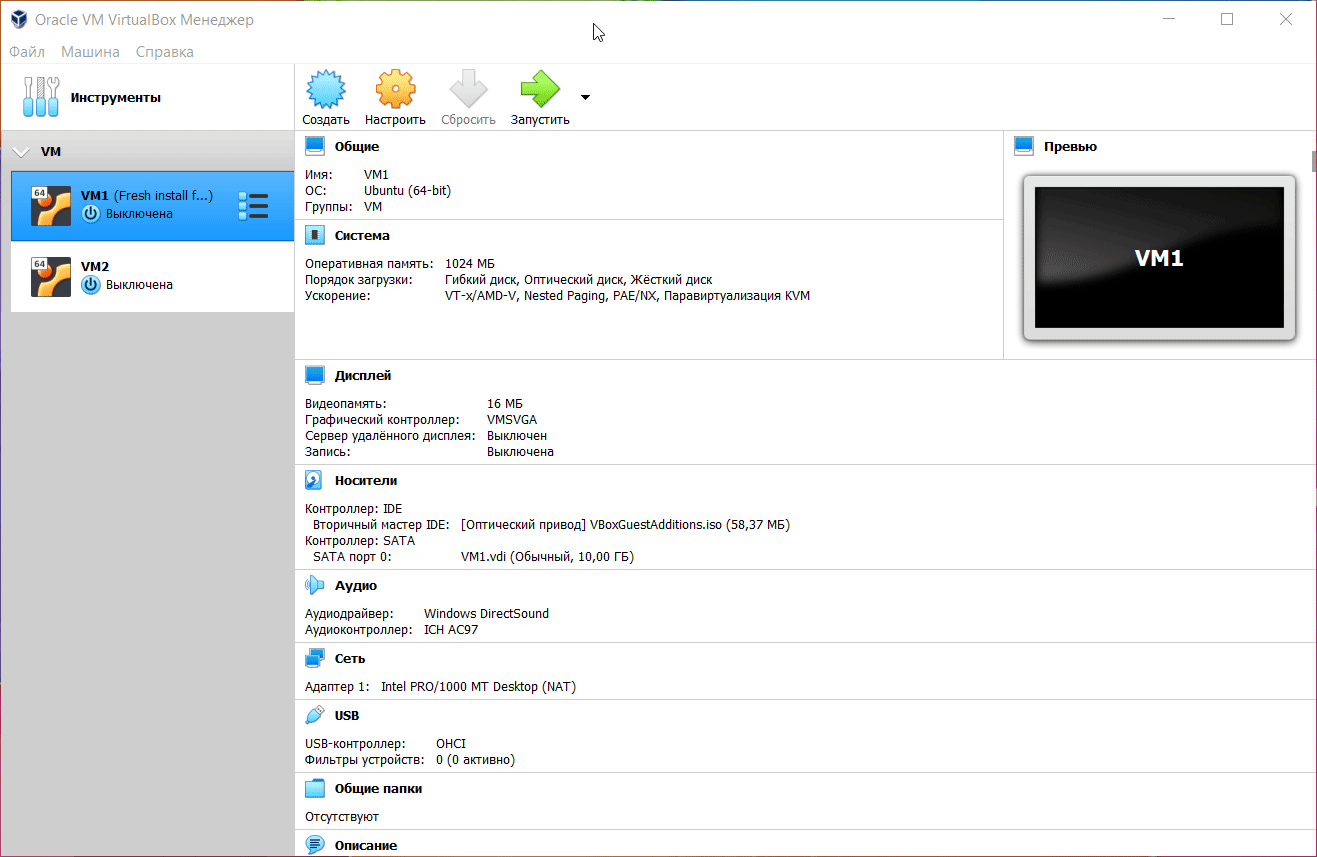 Oracle VM VirtualBox Менеджер
Файл Машина Справка
Инструменты
Создать Настроить Сбросить Запустить
VM
64
VM1 (Fresh install f...)
Выключена
64
VM2
Выключена
Общие
Имя: VM1
ОС: Ubuntu (64-bit)
Группы: VM
Система
Оперативная память: 1024 МБ
Порядок загрузки: Гибкий диск, Оптический диск, Жёсткий диск
Ускорение: VT-x/AMD-V, Nested Paging, PAE/NX, Паравиртуализация KVM
Превью
VM1
Дисплей
Видеопамять: 16 МБ
Графический контроллер: VMSVGA
Сервер удалённого дисплея: Выключен
Запись: Выключена
Носители
Контроллер: IDE
Вторичный мастер IDE: [Оптический привод] VBoxGuestAdditions.iso (58,37 МБ)
Контроллер: SATA
SATA порт 0: VM1.vdi (Обычный, 10,00 ГБ)
Аудио
Аудиодрайвер: Windows DirectSound
Аудиоконтроллер: ICH AC97
Сеть
Адаптер 1: Intel PRO/1000 MT Desktop (NAT)
USB
USB-контроллер: OHCI
Фильтры устройств: 0 (0 активно)
Общие папки
Отсутствуют
Описание